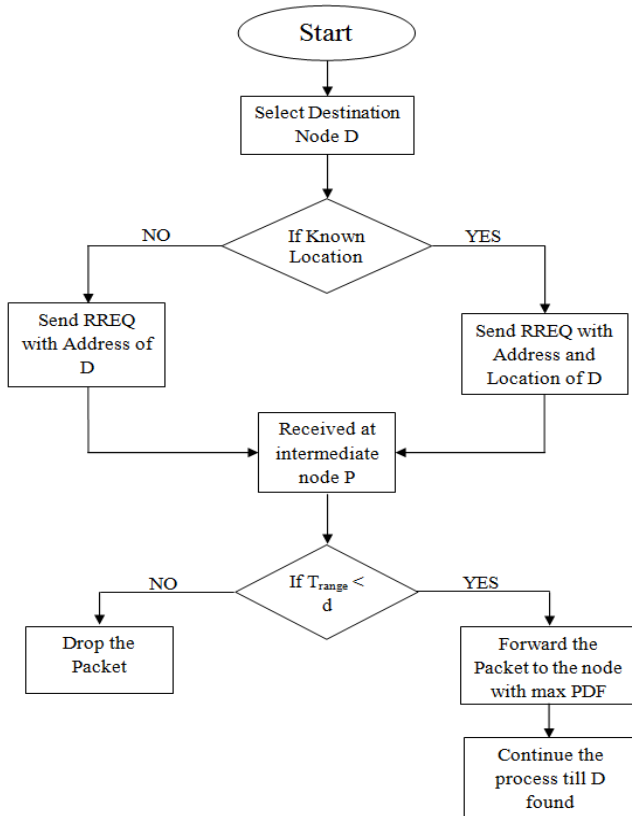 Start
Select Destination
Node D
If Known
Location
NO
YES
Send RREQ
with Address of
D
Send RREQ with
Address and
Location of D
Received at
intermediate
node P
If Trange <
d
NO
YES
Drop the
Packet
Forward the
Packet to the node
with max PDF
Continue the
process till D
found